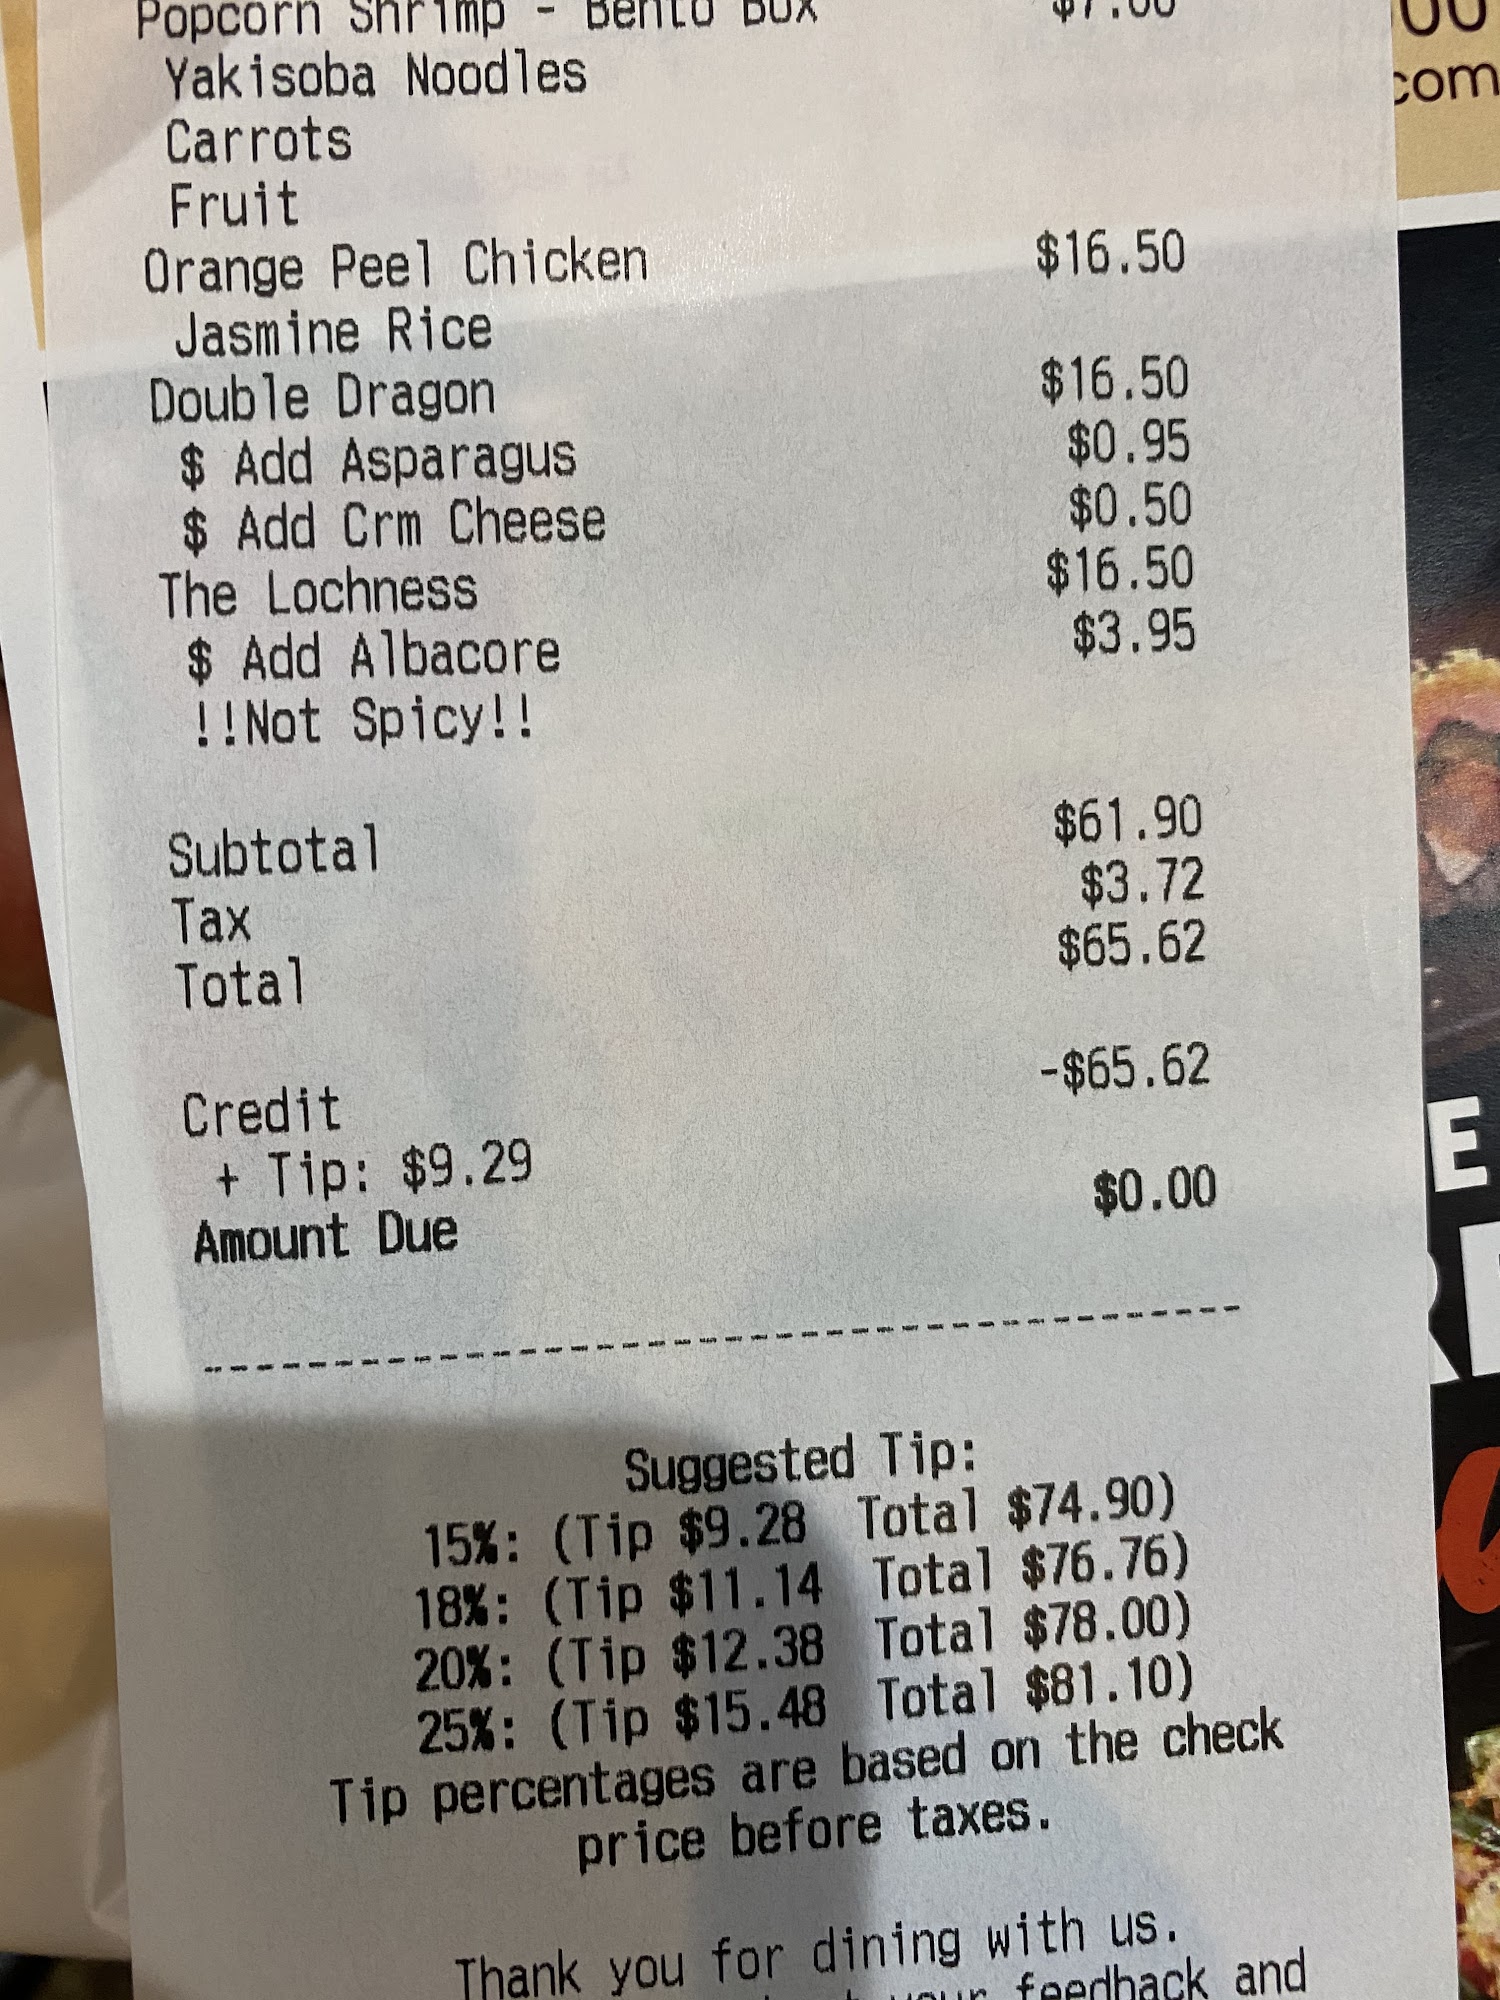 Popcorn Shrimp - Bento Box $7.00
Yakisoba Noodles
Carrots
Fruit
Orange Peel Chicken $16.50
Jasmine Rice
Double Dragon $16.50
$ Add Asparagus $0.95
$ Add Crm Cheese $0.50
The Lochness $16.50
$ Add Albacore $3.95
!!Not Spicy!!
Subtotal $61.90
Tax $3.72
Total $65.62
Credit -$65.62
+ Tip: $9.29
Amount Due $0.00
--------------------------------------
Suggested Tip:
15%: (Tip $9.28 Total $74.90)
18%: (Tip $11.14 Total $76.76)
20%: (Tip $12.38 Total $78.00)
25%: (Tip $15.48 Total $81.10)
Tip percentages are based on the check
price before taxes.
Thank you for dining with us.
your feedback and
00
com
E